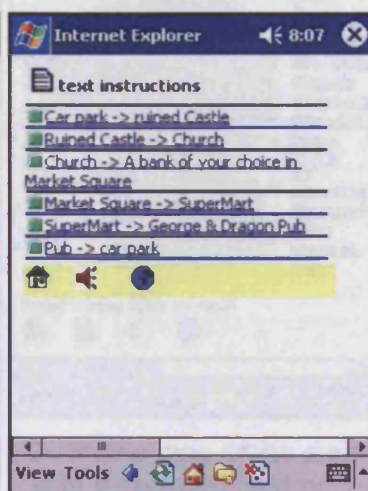 Internet Explorer 8:07
text instructions
Car park -> ruined Castle
Ruined Castle -> Church
Church -> A bank of your choice in
Market Square
Market Square -> SuperMart
SuperMart -> George & Dragon Pub
Pub -> car park
View Tools